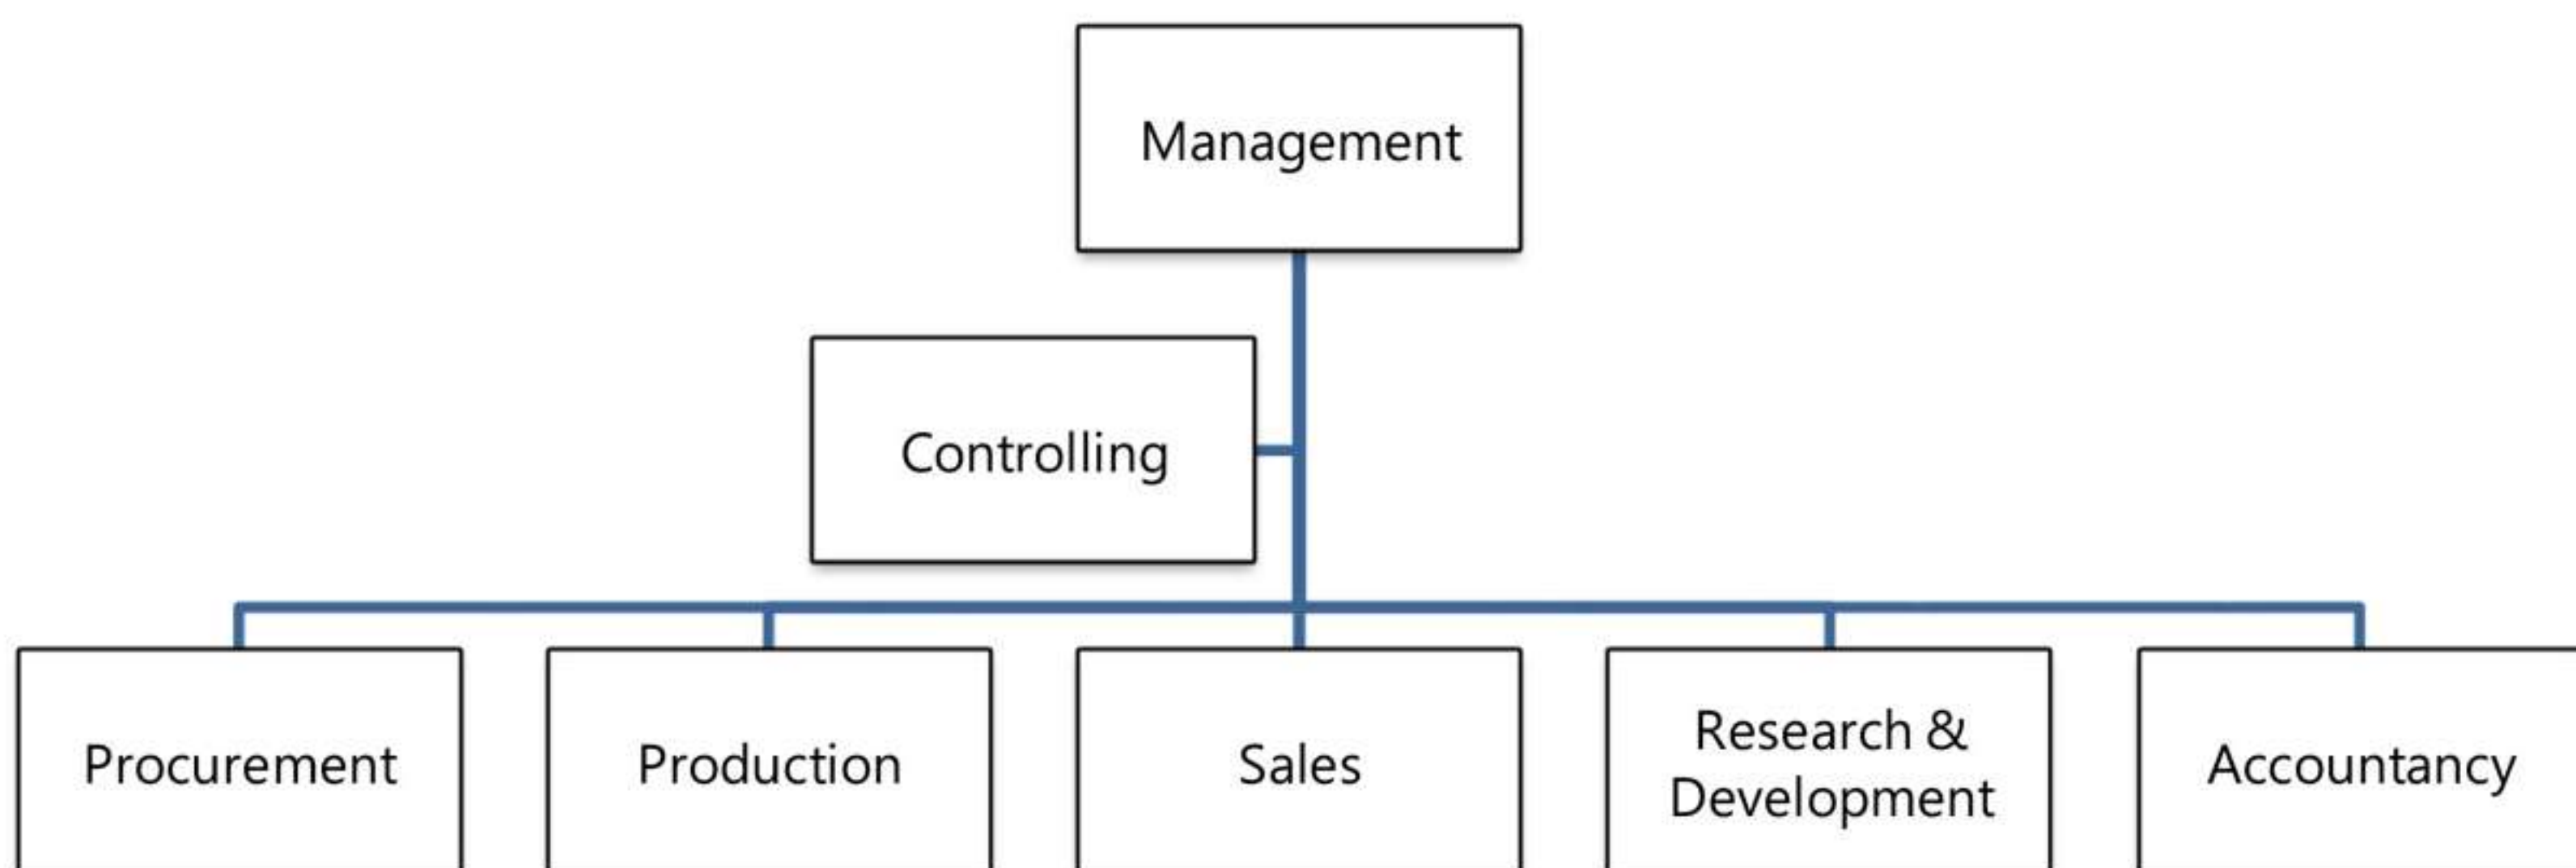 Management
Controlling
Procurement
Production
Sales
Research &
Development
Accountancy